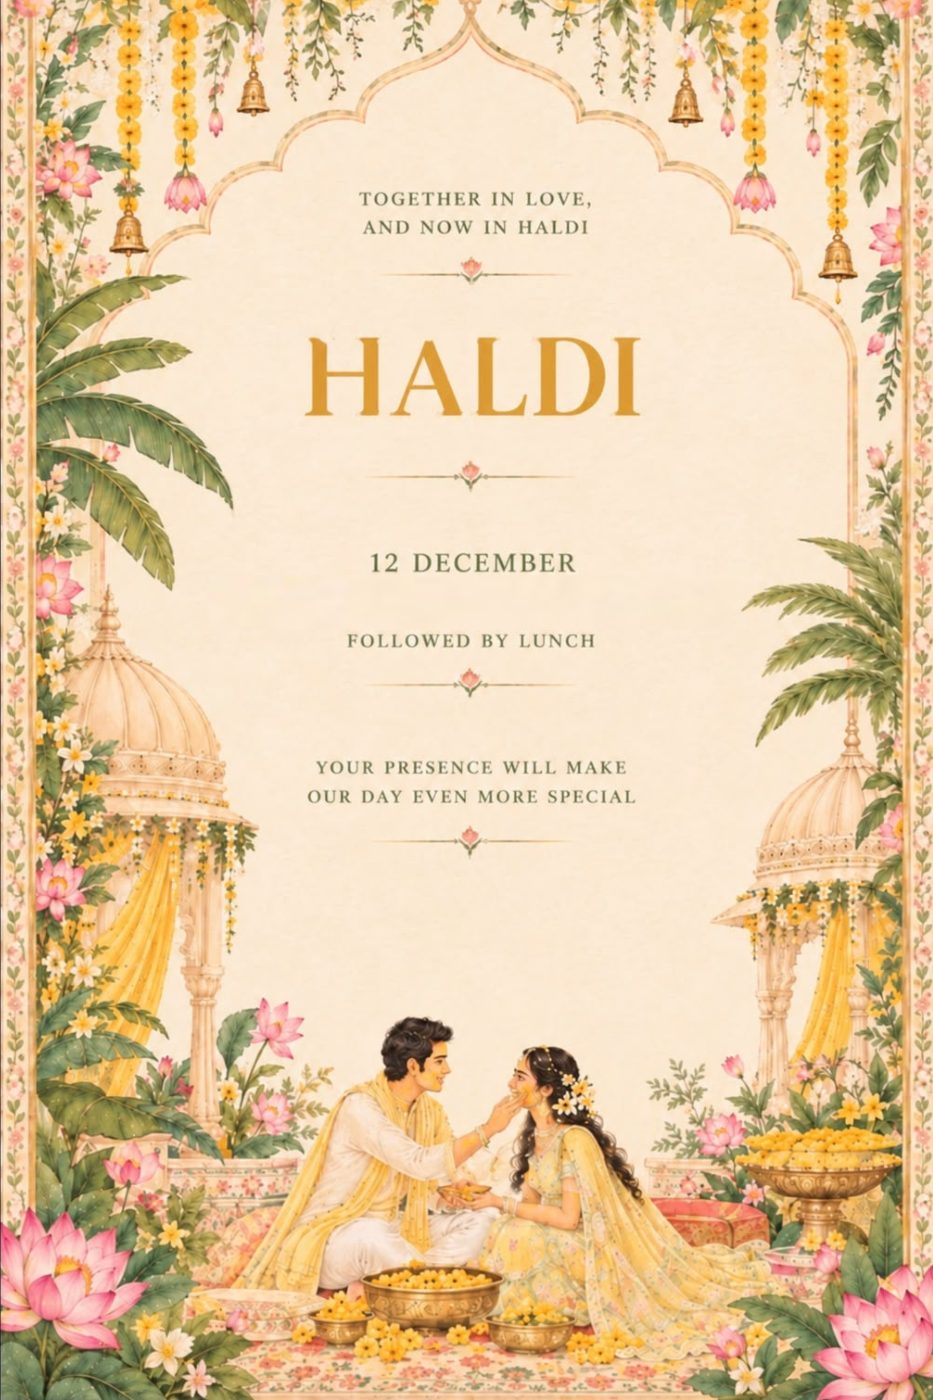 TOGETHER IN LOVE,
AND NOW IN HALDI
HALDI
12 DECEMBER
FOLLOWED BY LUNCH
YOUR PRESENCE WILL MAKE
OUR DAY EVEN MORE SPECIAL